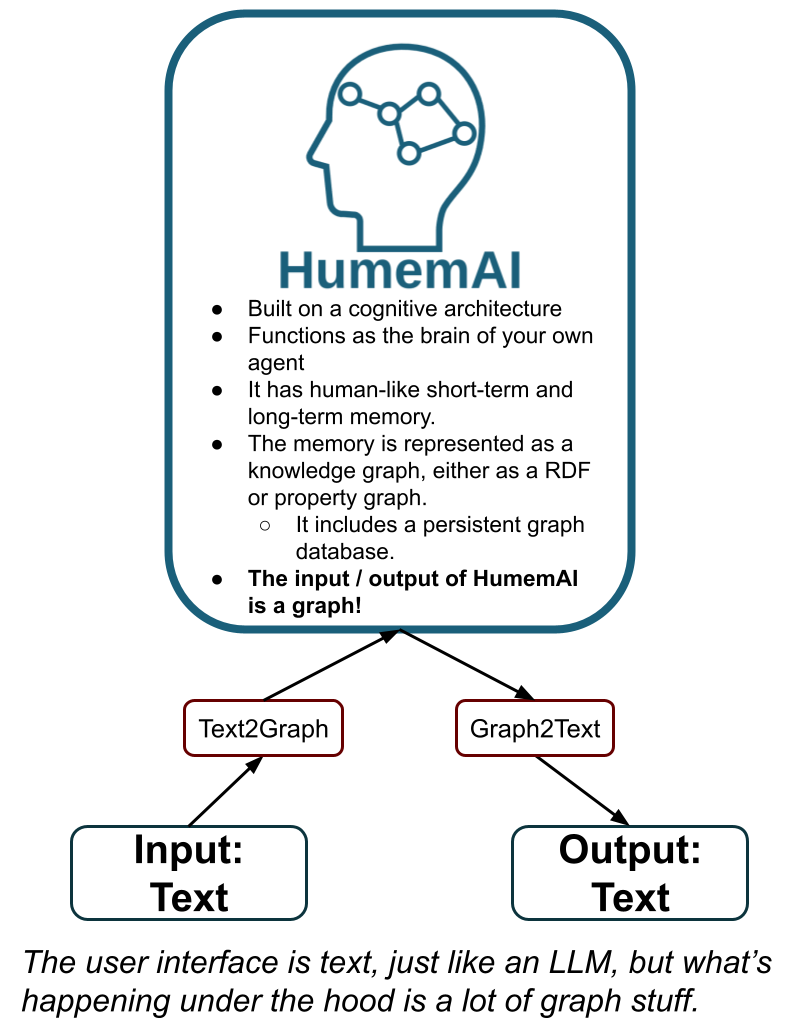 HumemAI
● Built on a cognitive architecture
● Functions as the brain of your own
agent
● It has human-like short-term and
long-term memory.
● The memory is represented as a
knowledge graph, either as a RDF
or property graph.
○ It includes a persistent graph
database.
● The input / output of HumemAI
is a graph!
Text2Graph
Graph2Text
Input:
Text
Output:
Text
The user interface is text, just like an LLM, but what’s
happening under the hood is a lot of graph stuff.